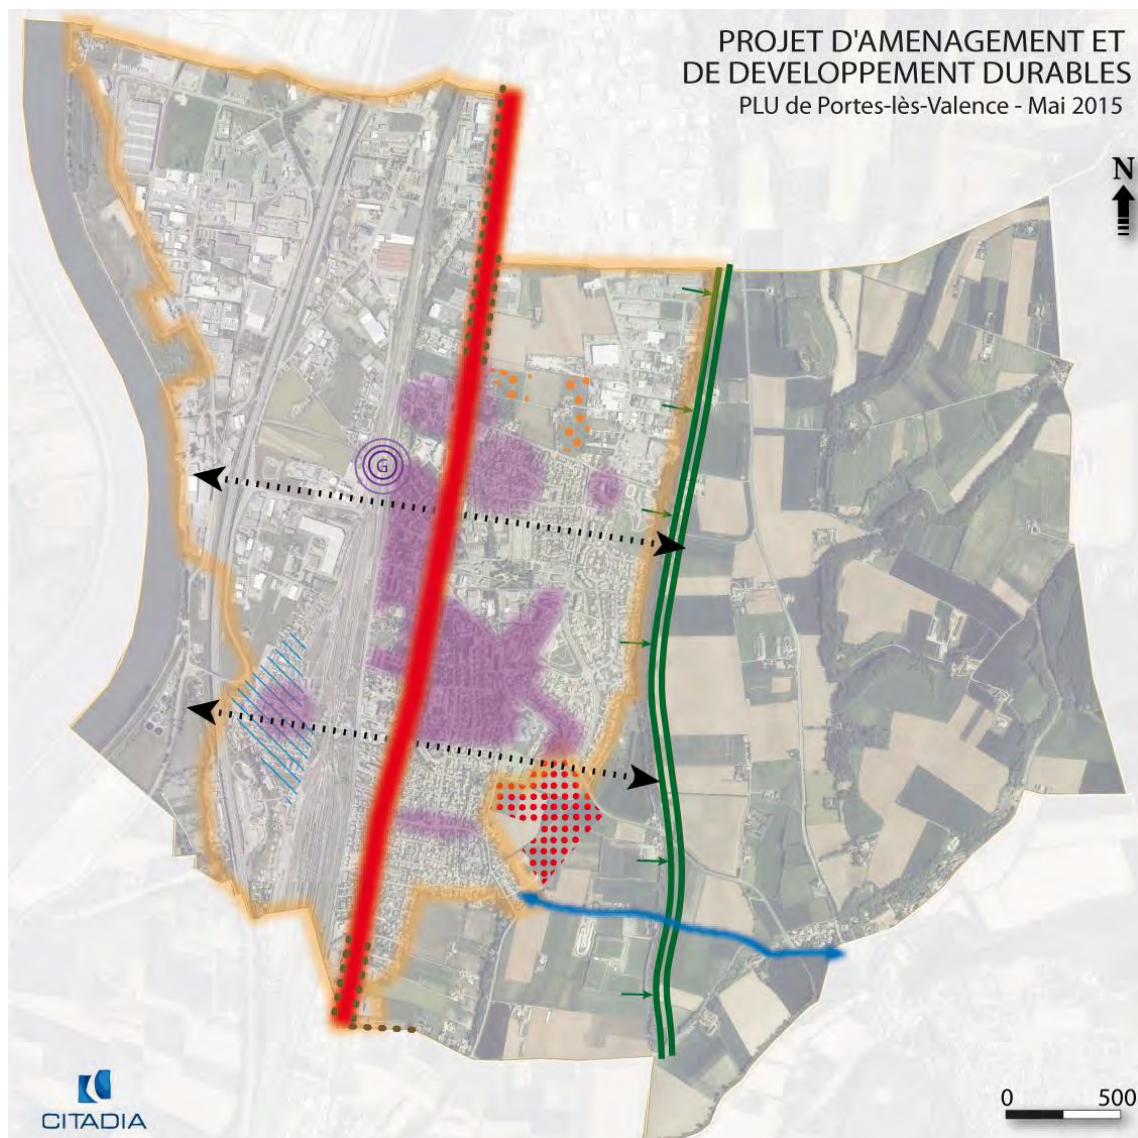 PROJET D'AMENAGEMENT ET
DE DEVELOPPEMENT DURABLES
PLU de Portes-lès-Valence - Mai 2015
N
G
CITADIA
0 500